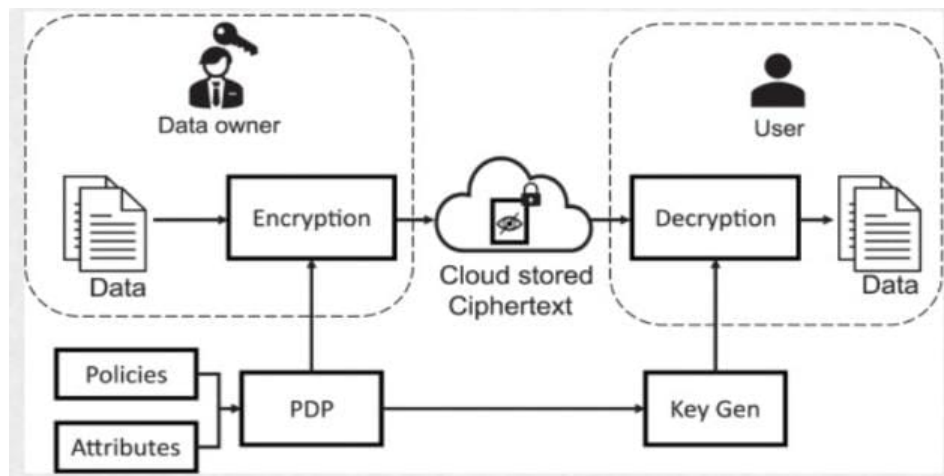 Data owner
User
Encryption
Decryption
Data
Cloud stored
Ciphertext
Data
Policies
PDP
Key Gen
Attributes